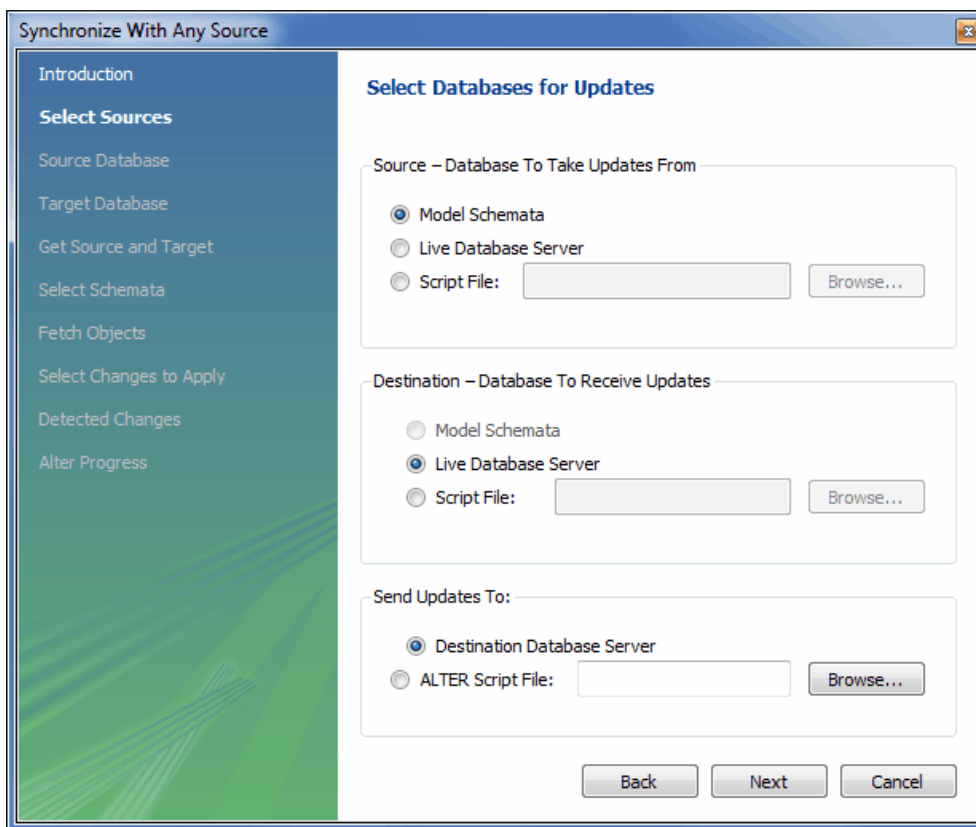 Synchronize With Any Source
Introduction
Select Sources
Source Database
Target Database
Get Source and Target
Select Schemata
Fetch Objects
Select Changes to Apply
Detected Changes
Alter Progress
Select Databases for Updates
Source – Database To Take Updates From
Model Schemata
Live Database Server
Script File: Browse...
Destination – Database To Receive Updates
Model Schemata
Live Database Server
Script File: Browse...
Send Updates To:
Destination Database Server
ALTER Script File: Browse...
Back Next Cancel